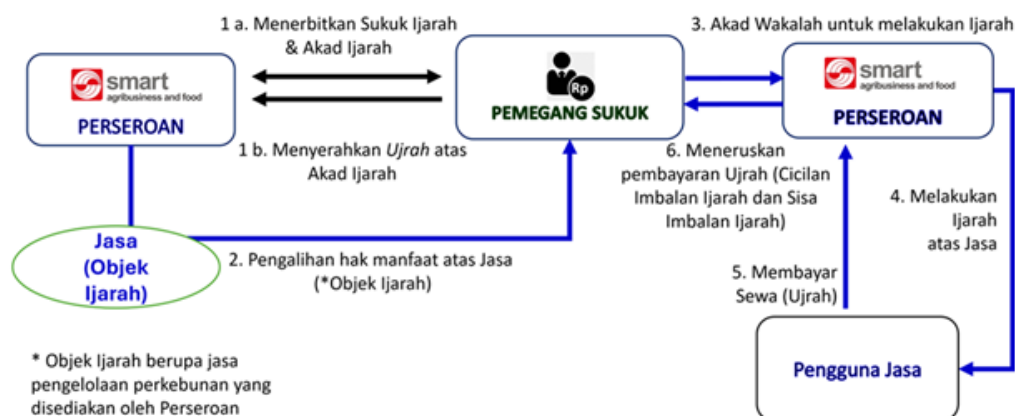 1 a. Menerbitkan Sukuk Ijarah
& Akad Ijarah
3. Akad Wakalah untuk melakukan Ijarah
smart
agribusiness and food
PERSEROAN
Rp
PEMEGANG SUKUK
smart
agribusiness and food
PERSEROAN
1 b. Menyerahkan Ujrah atas
Akad Ijarah
6. Meneruskan
pembayaran Ujrah (Cicilan
Imbalan Ijarah dan Sisa
Imbalan Ijarah)
4. Melakukan
Ijarah
atas Jasa
Jasa
(Objek
Ijarah)
2. Pengalihan hak manfaat atas Jasa
(*Objek Ijarah)
5. Membayar
Sewa (Ujrah)
* Objek Ijarah berupa jasa
pengelolaan perkebunan yang
disediakan oleh Perseroan
Pengguna Jasa